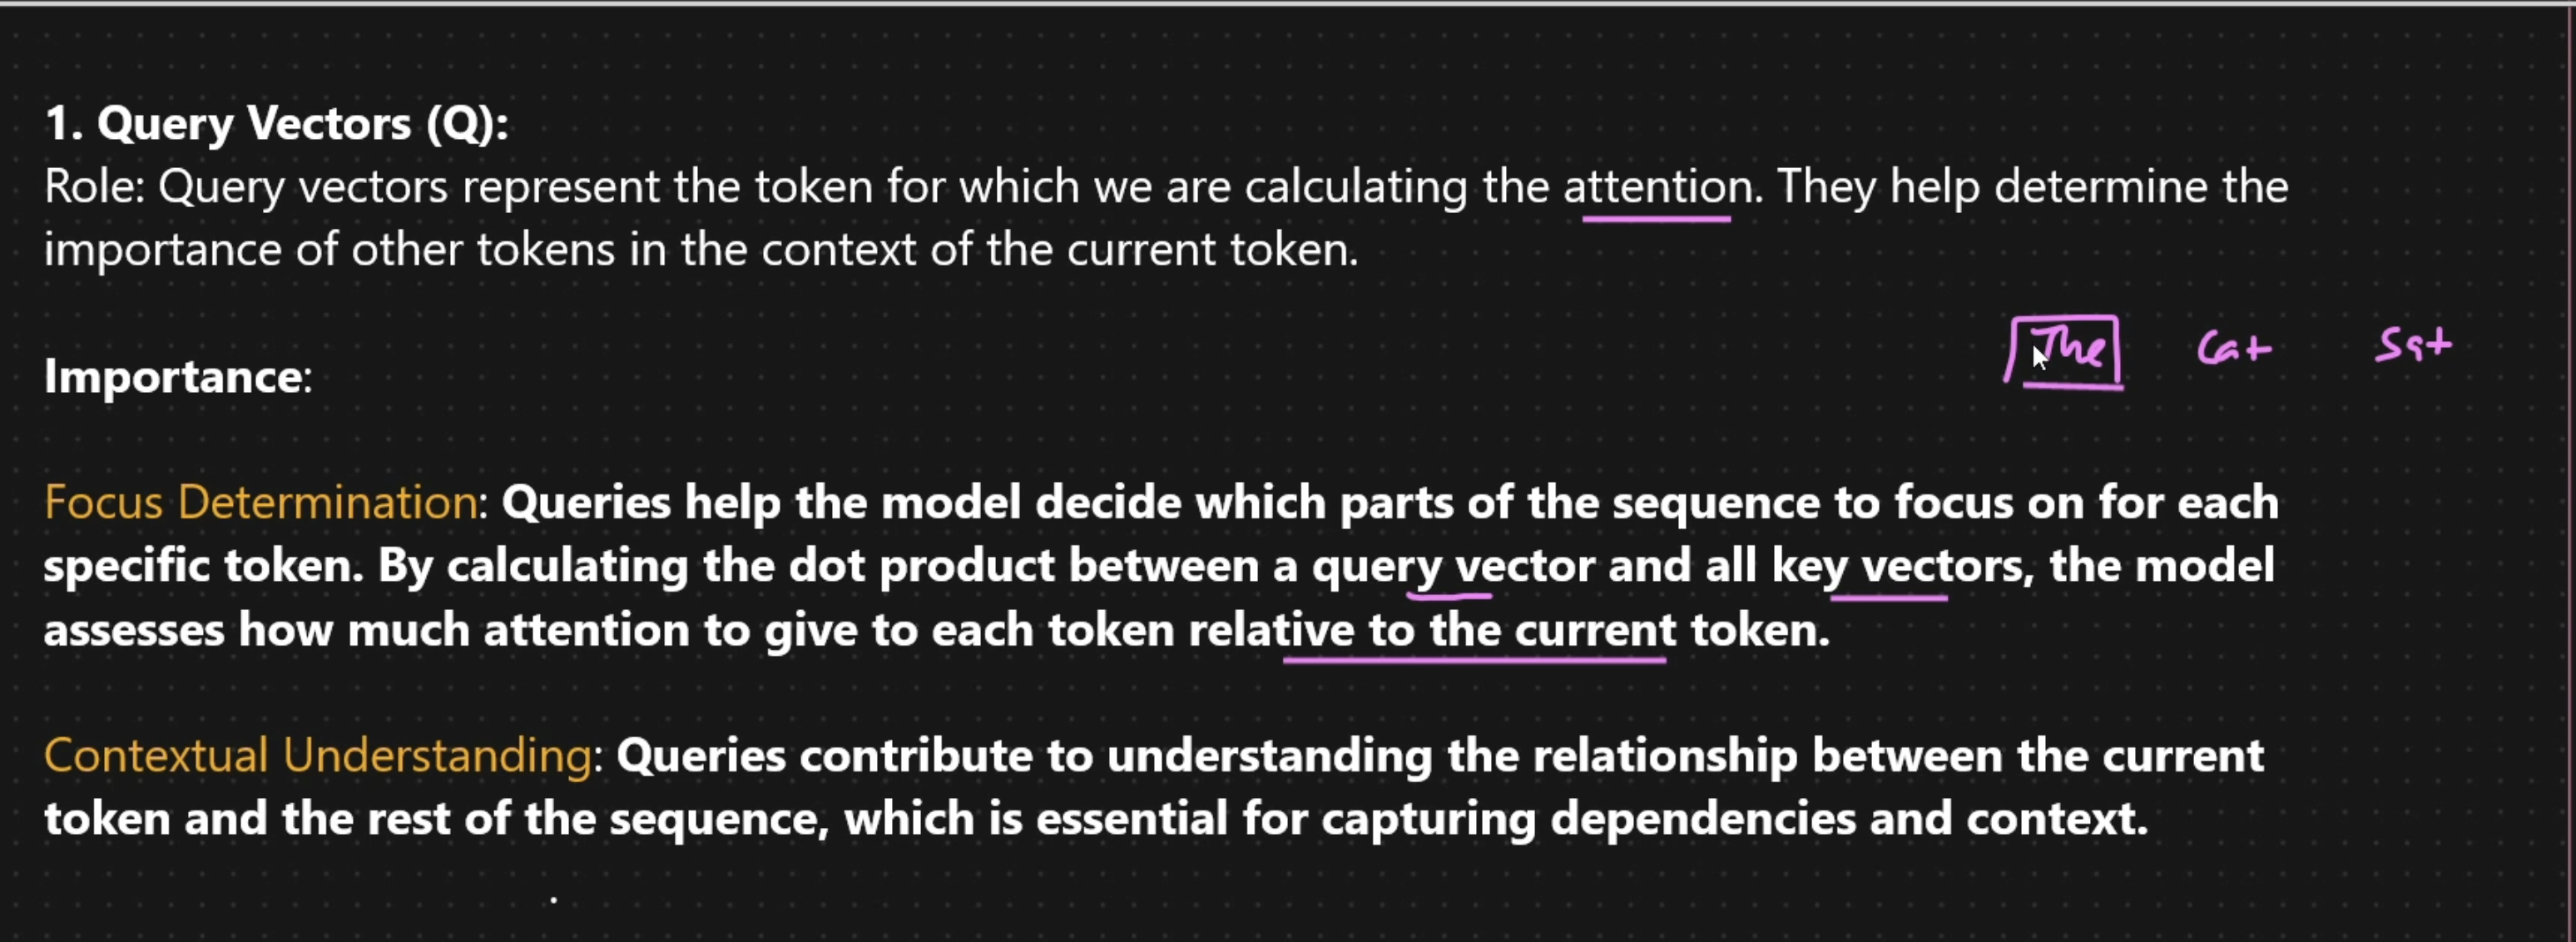 1. Query Vectors (Q):
Role: Query vectors represent the token for which we are calculating the attention. They help determine the
importance of other tokens in the context of the current token.
The Cat Sat
Importance:
Focus Determination: Queries help the model decide which parts of the sequence to focus on for each
specific token. By calculating the dot product between a query vector and all key vectors, the model
assesses how much attention to give to each token relative to the current token.
Contextual Understanding: Queries contribute to understanding the relationship between the current
token and the rest of the sequence, which is essential for capturing dependencies and context.